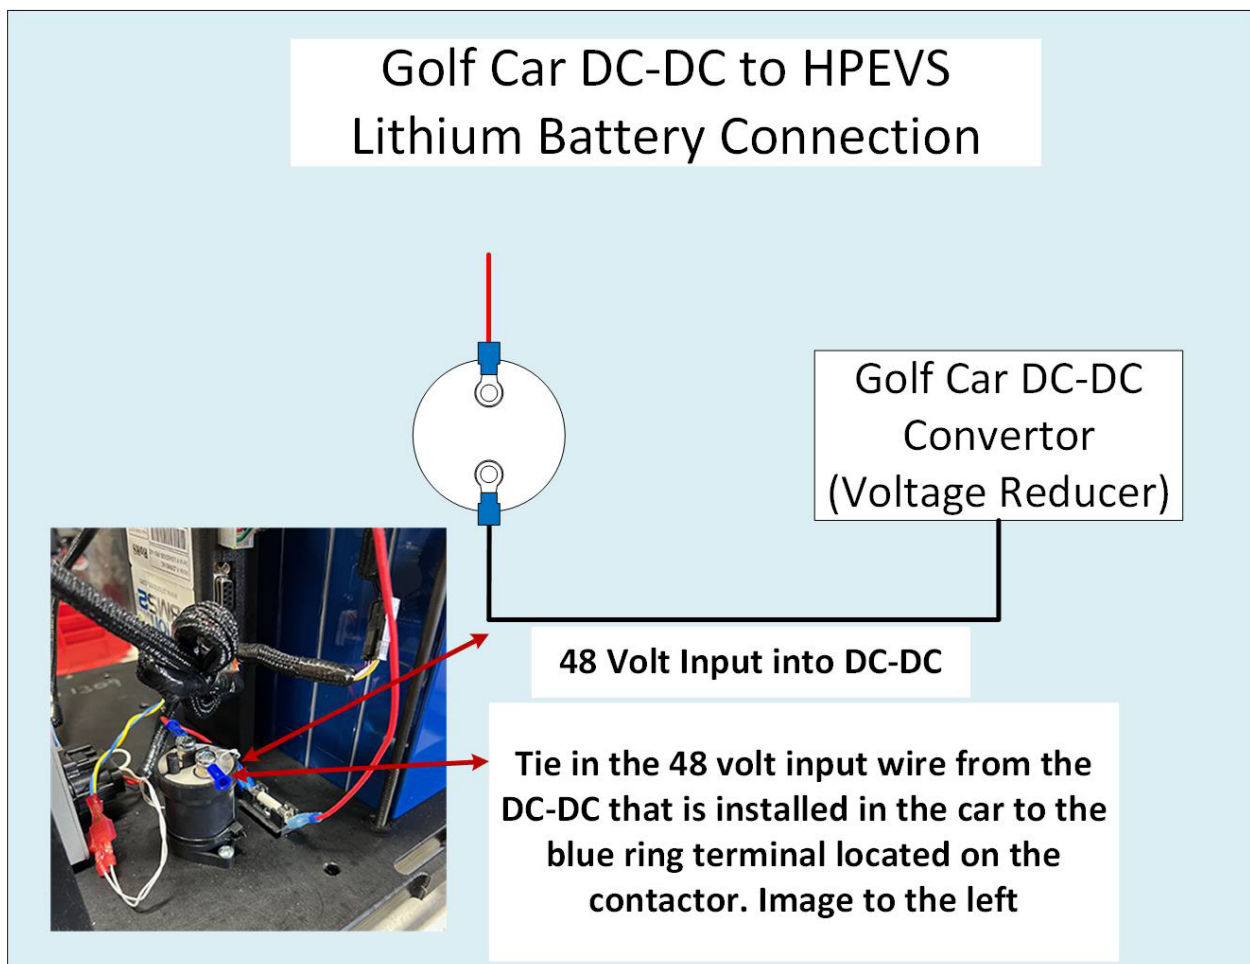 Golf Car DC-DC to HPEVS
Lithium Battery Connection
Golf Car DC-DC
Convertor
(Voltage Reducer)
48 Volt Input into DC-DC
Tie in the 48 volt input wire from the
DC-DC that is installed in the car to the
blue ring terminal located on the
contactor. Image to the left